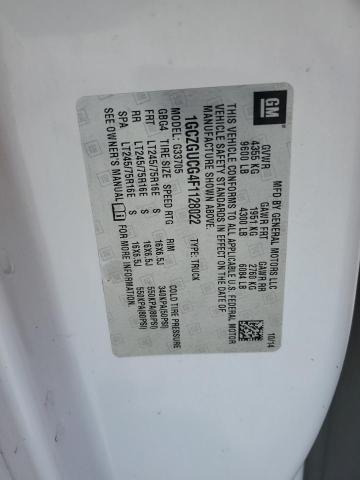 GM
MFD BY GENERAL MOTORS LLC 10/14
GVWR GAWR FRT GAWR RR
4355 KG 1951 KG 2760 KG
9600 LB 4300 LB 6084 LB
THIS VEHICLE CONFORMS TO ALL APPLICABLE U.S. FEDERAL MOTOR
VEHICLE SAFETY STANDARDS IN EFFECT ON THE DATE OF
MANUFACTURE SHOWN ABOVE.
1GCZGUCG4F1128022 TYPE: TRUCK
MODEL: G33705
GBG4 TIRE SIZE SPEED RTG RIM COLD TIRE PRESSURE
FRT LT245/75R16E S 16X6.5J 340KPA(50PSI)
RR LT245/75R16E S 16X6.5J 550KPA(80PSI)
SPA LT245/75R16E S 16X6.5J 550KPA(80PSI)
SEE OWNER'S MANUAL FOR MORE INFORMATION.